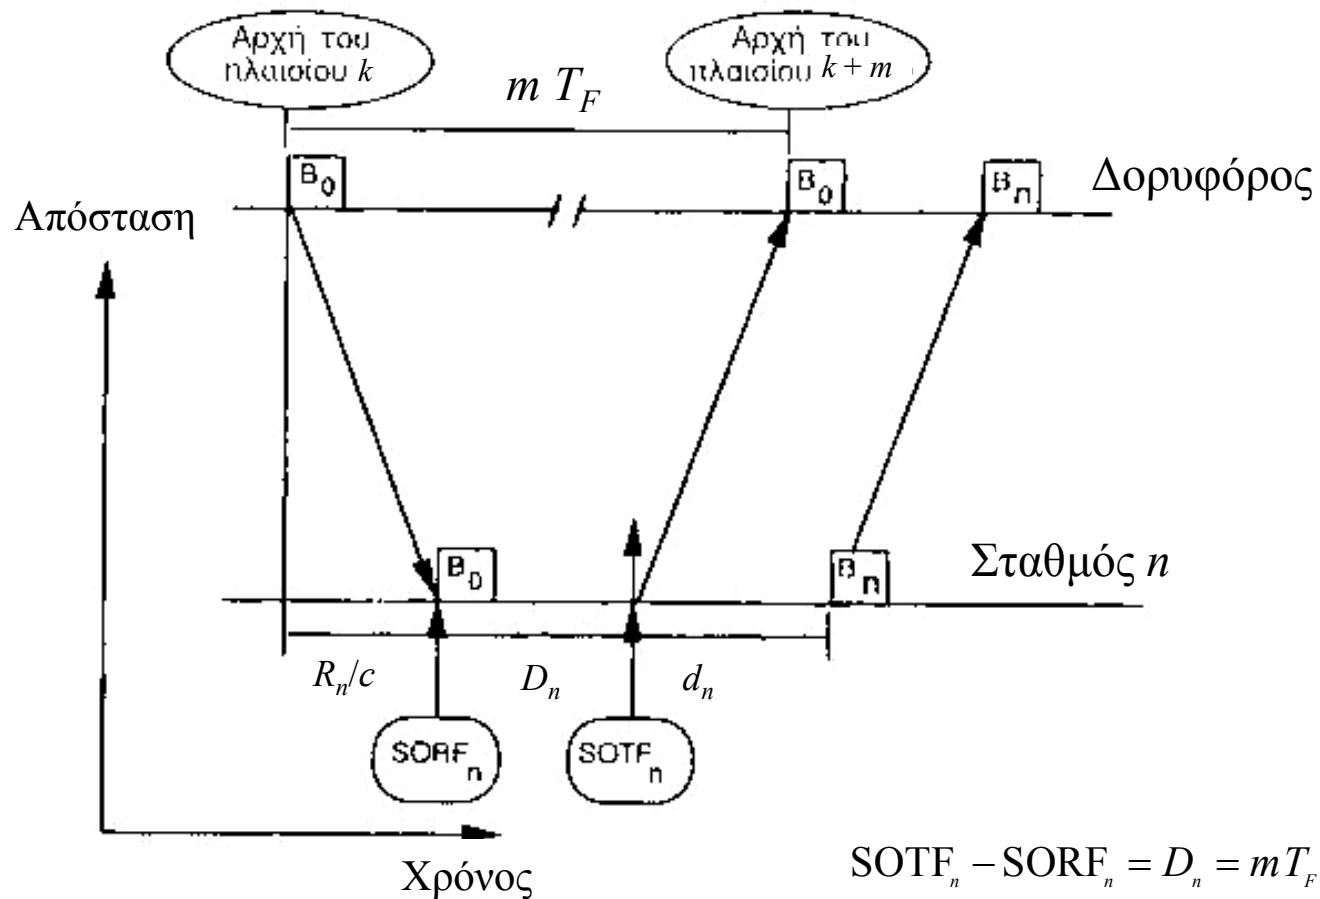 Αρχή του
πλαισίου k
Αρχή του
πλαισίου k + m
m T_F
B_0
B_0
B_n
Δορυφόρος
Απόσταση
B_0
B_n
Σταθμός n
R_n/c
D_n
d_n
SORF_n
SOTF_n
Χρόνος
SOTF_n − SORF_n = D_n = mT_F